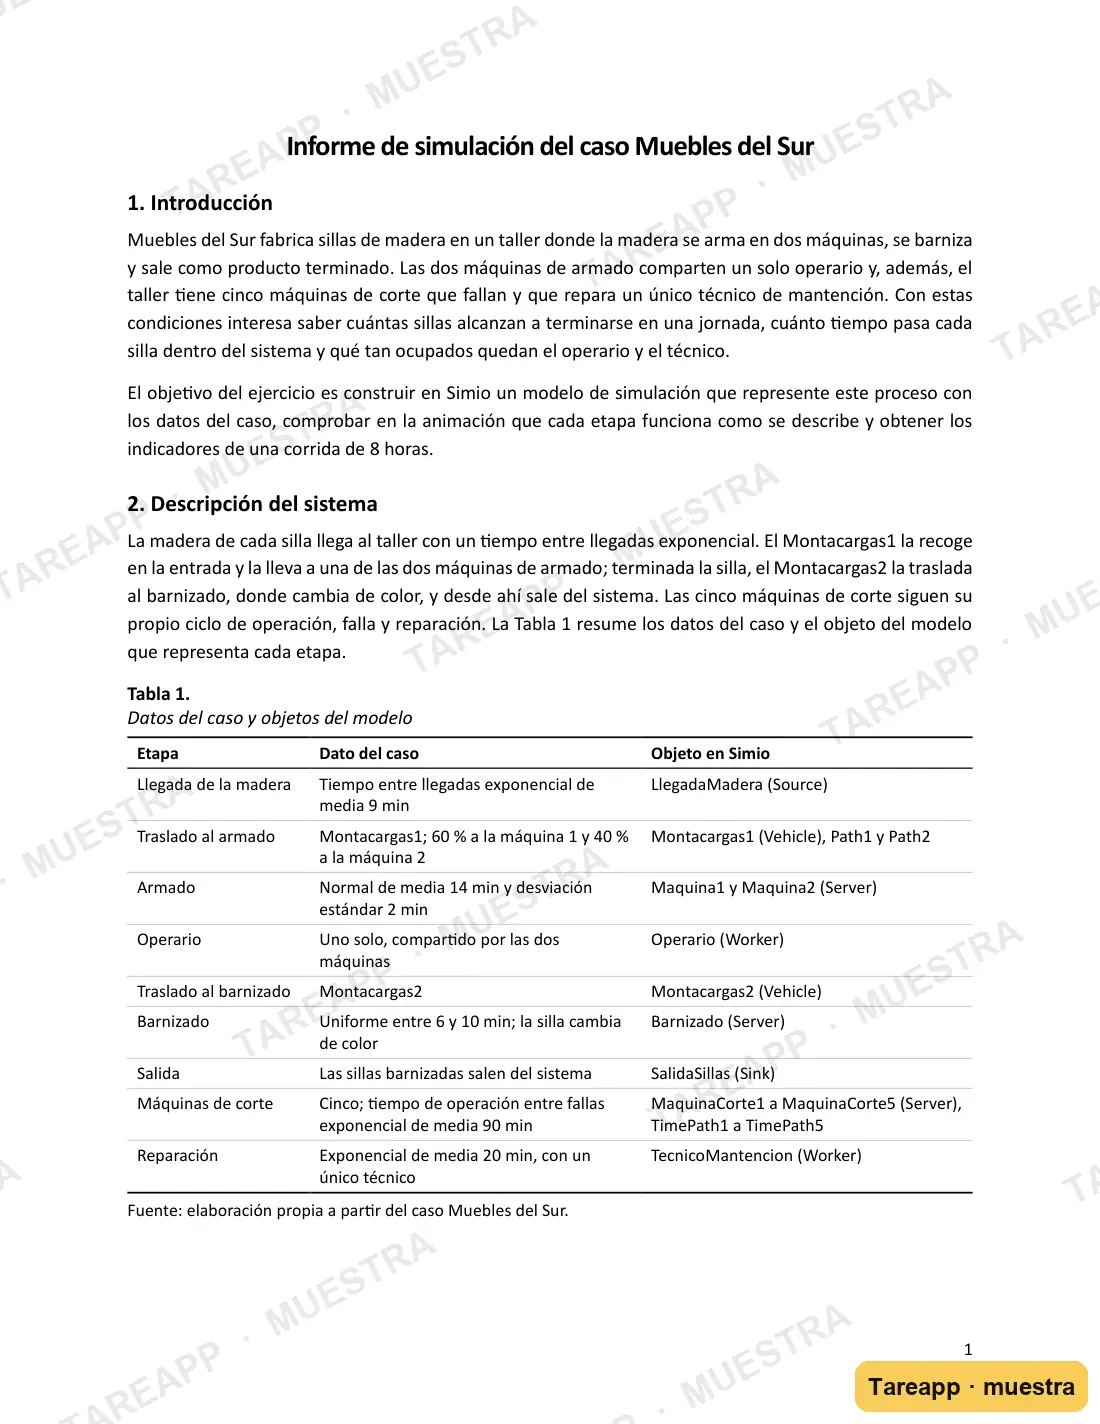 Informe de simulación del caso Muebles del Sur
1. Introducción
Muebles del Sur fabrica sillas de madera en un taller donde la madera se arma en dos máquinas, se barniza
y sale como producto terminado. Las dos máquinas de armado comparten un solo operario y, además, el
taller tiene cinco máquinas de corte que fallan y que repara un único técnico de mantención. Con estas
condiciones interesa saber cuántas sillas alcanzan a terminarse en una jornada, cuánto tiempo pasa cada
silla dentro del sistema y qué tan ocupados quedan el operario y el técnico.
El objetivo del ejercicio es construir en Simio un modelo de simulación que represente este proceso con
los datos del caso, comprobar en la animación que cada etapa funciona como se describe y obtener los
indicadores de una corrida de 8 horas.
2. Descripción del sistema
La madera de cada silla llega al taller con un tiempo entre llegadas exponencial. El Montacargas1 la recoge
en la entrada y la lleva a una de las dos máquinas de armado; terminada la silla, el Montacargas2 la traslada
al barnizado, donde cambia de color, y desde ahí sale del sistema. Las cinco máquinas de corte siguen su
propio ciclo de operación, falla y reparación. La Tabla 1 resume los datos del caso y el objeto del modelo
que representa cada etapa.
Tabla 1.
Datos del caso y objetos del modelo
Etapa Dato del caso Objeto en Simio
Llegada de la madera Tiempo entre llegadas exponencial de LlegadaMadera (Source)
media 9 min
Traslado al armado Montacargas1; 60 % a la máquina 1 y 40 % Montacargas1 (Vehicle), Path1 y Path2
a la máquina 2
Armado Normal de media 14 min y desviación Maquina1 y Maquina2 (Server)
estándar 2 min
Operario Uno solo, compartido por las dos Operario (Worker)
máquinas
Traslado al barnizado Montacargas2 Montacargas2 (Vehicle)
Barnizado Uniforme entre 6 y 10 min; la silla cambia Barnizado (Server)
de color
Salida Las sillas barnizadas salen del sistema SalidaSillas (Sink)
Máquinas de corte Cinco; tiempo de operación entre fallas MaquinaCorte1 a MaquinaCorte5 (Server),
exponencial de media 90 min TimePath1 a TimePath5
Reparación Exponencial de media 20 min, con un TecnicoMantencion (Worker)
único técnico
Fuente: elaboración propia a partir del caso Muebles del Sur.
1
Tareapp · muestra
TAREAPP · MUESTRA